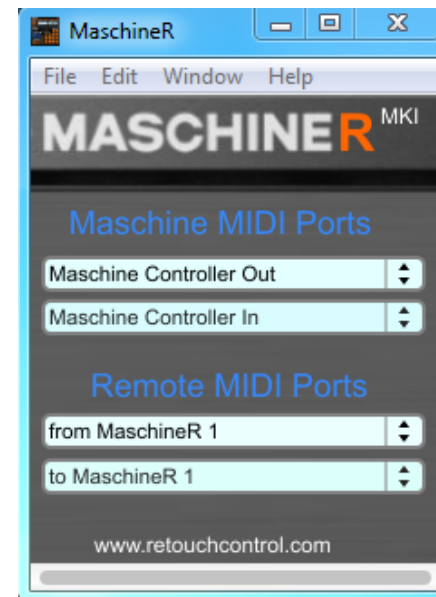 MaschineR
File Edit Window Help
MASCHINER MKI
Maschine MIDI Ports
Maschine Controller Out
Maschine Controller In
Remote MIDI Ports
from MaschineR 1
to MaschineR 1
www.retouchcontrol.com